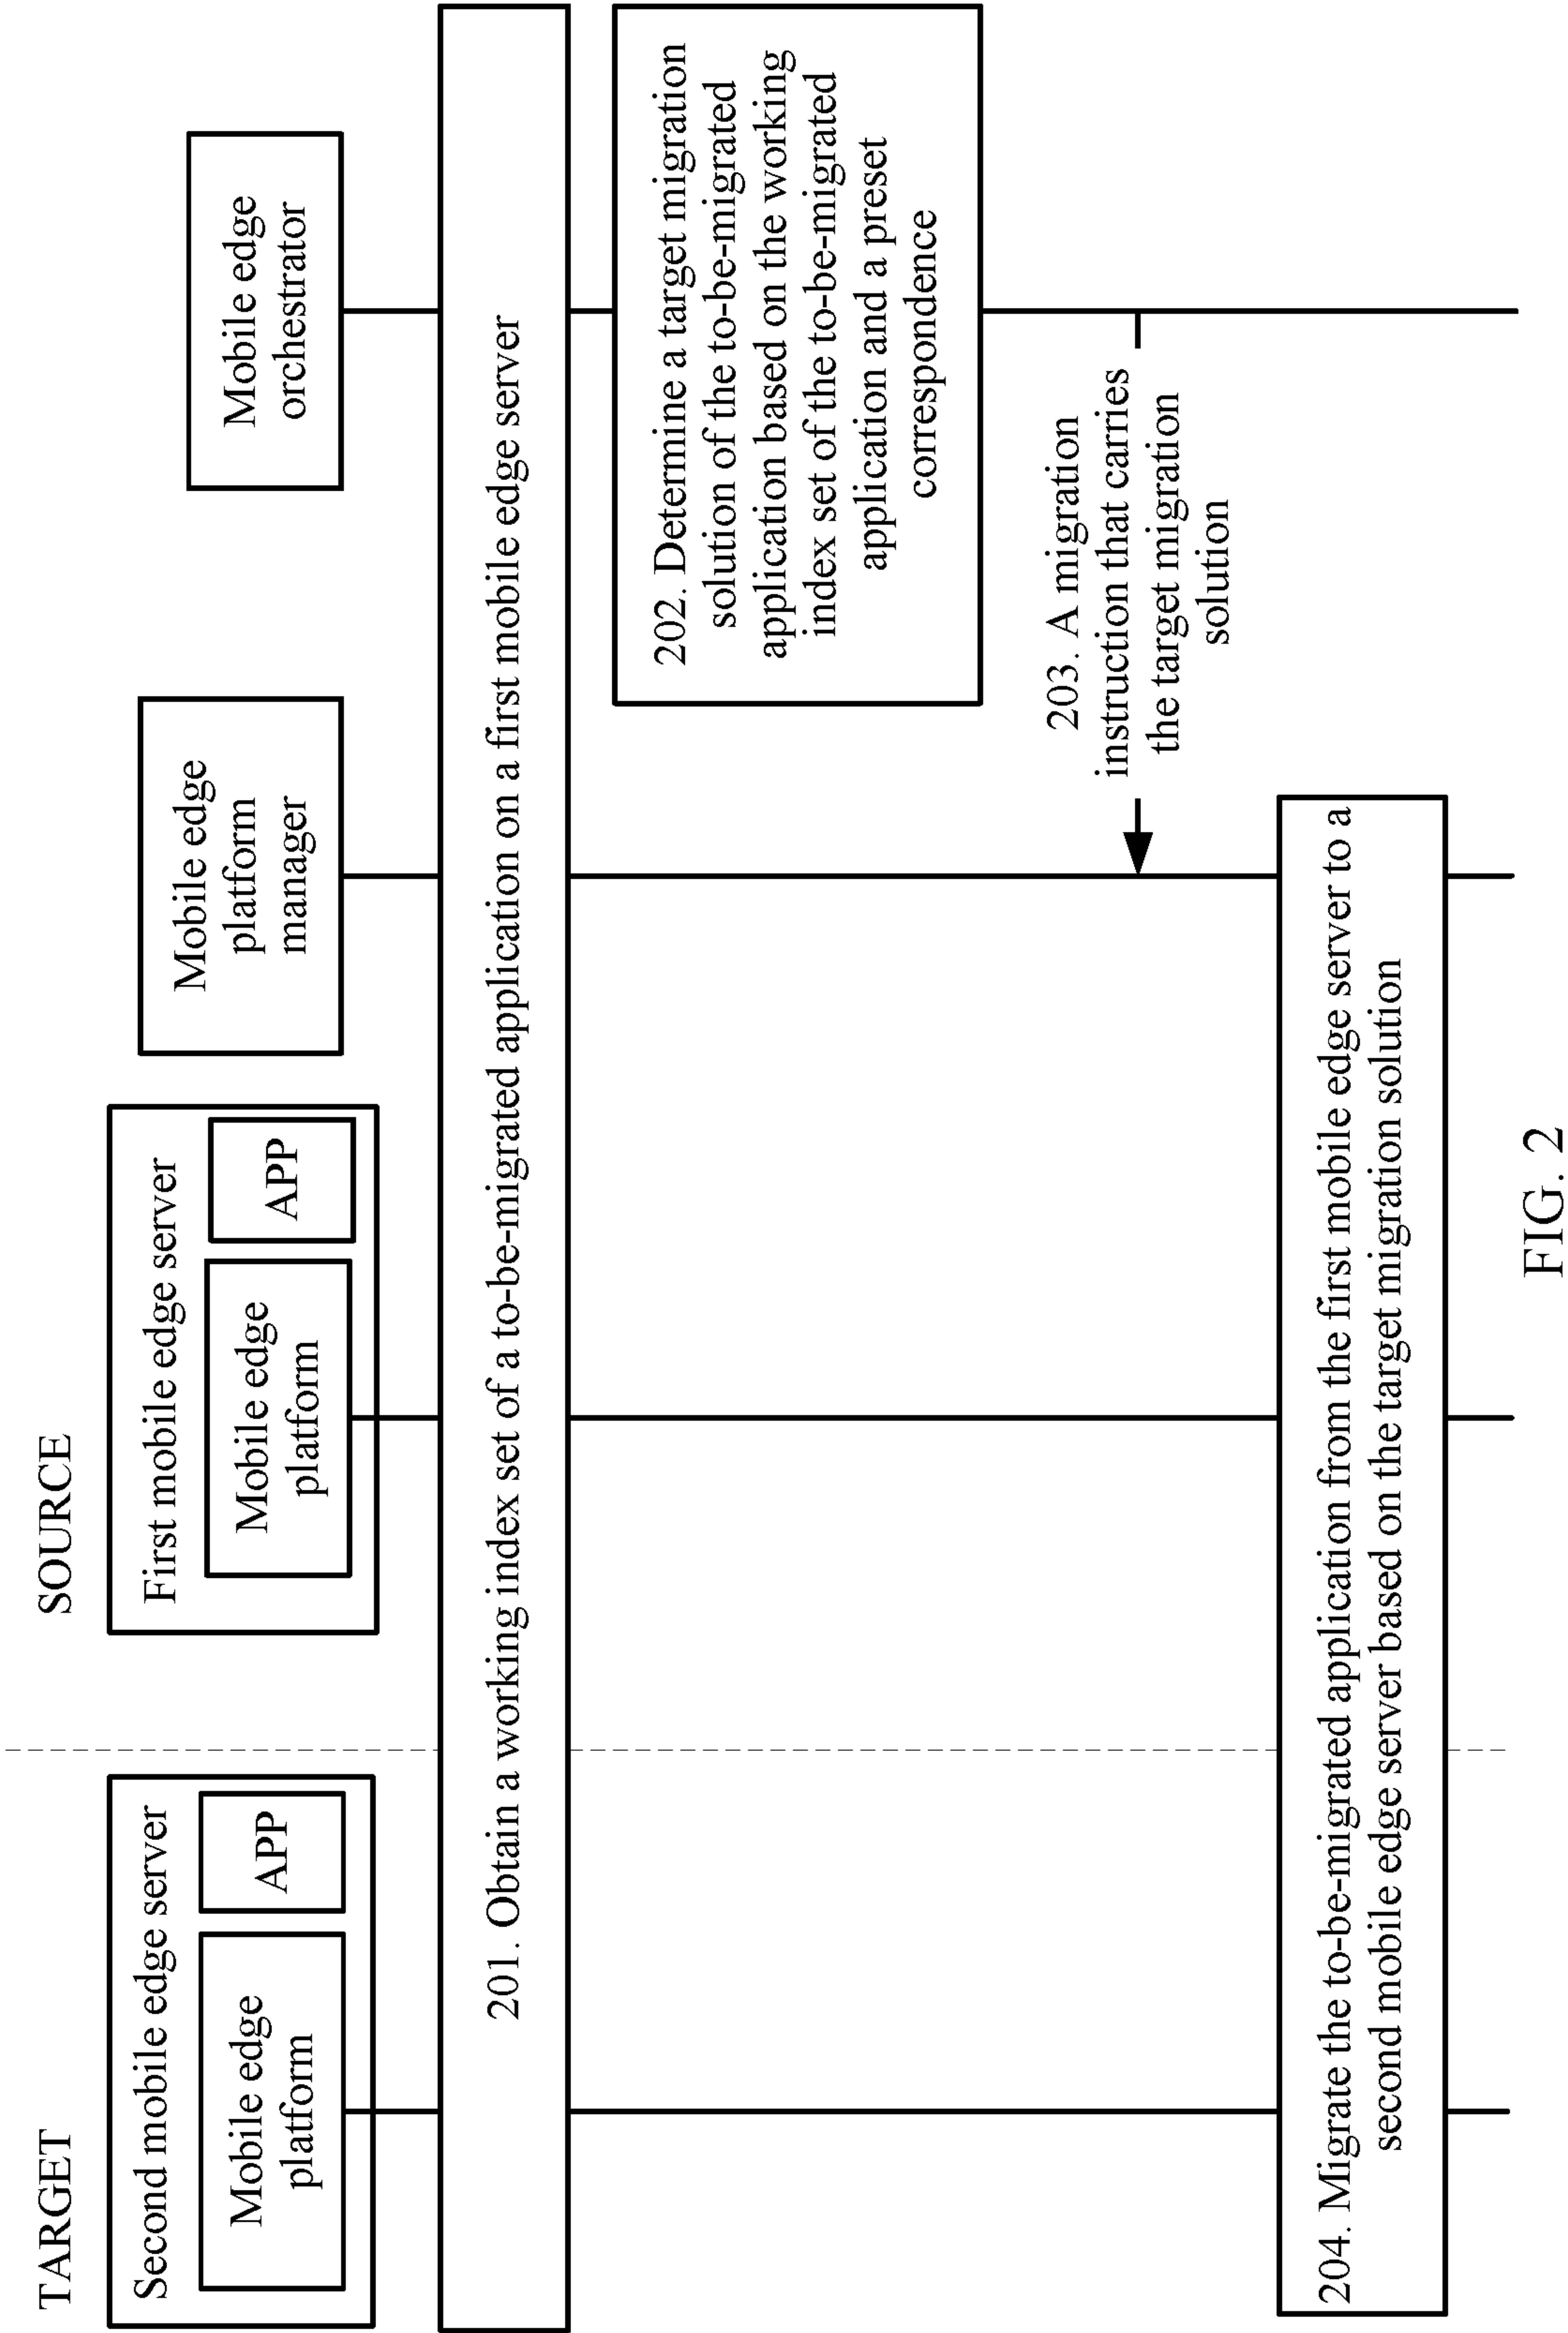 TARGET
SOURCE
Second mobile edge server
Mobile edge
platform
APP
First mobile edge server
Mobile edge
platform
APP
Mobile edge
platform
manager
Mobile edge
orchestrator
201. Obtain a working index set of a to-be-migrated application on a first mobile edge server
202. Determine a target migration
solution of the to-be-migrated
application based on the working
index set of the to-be-migrated
application and a preset
correspondence
203. A migration
instruction that carries
the target migration
solution
204. Migrate the to-be-migrated application from the first mobile edge server to a
second mobile edge server based on the target migration solution
FIG. 2